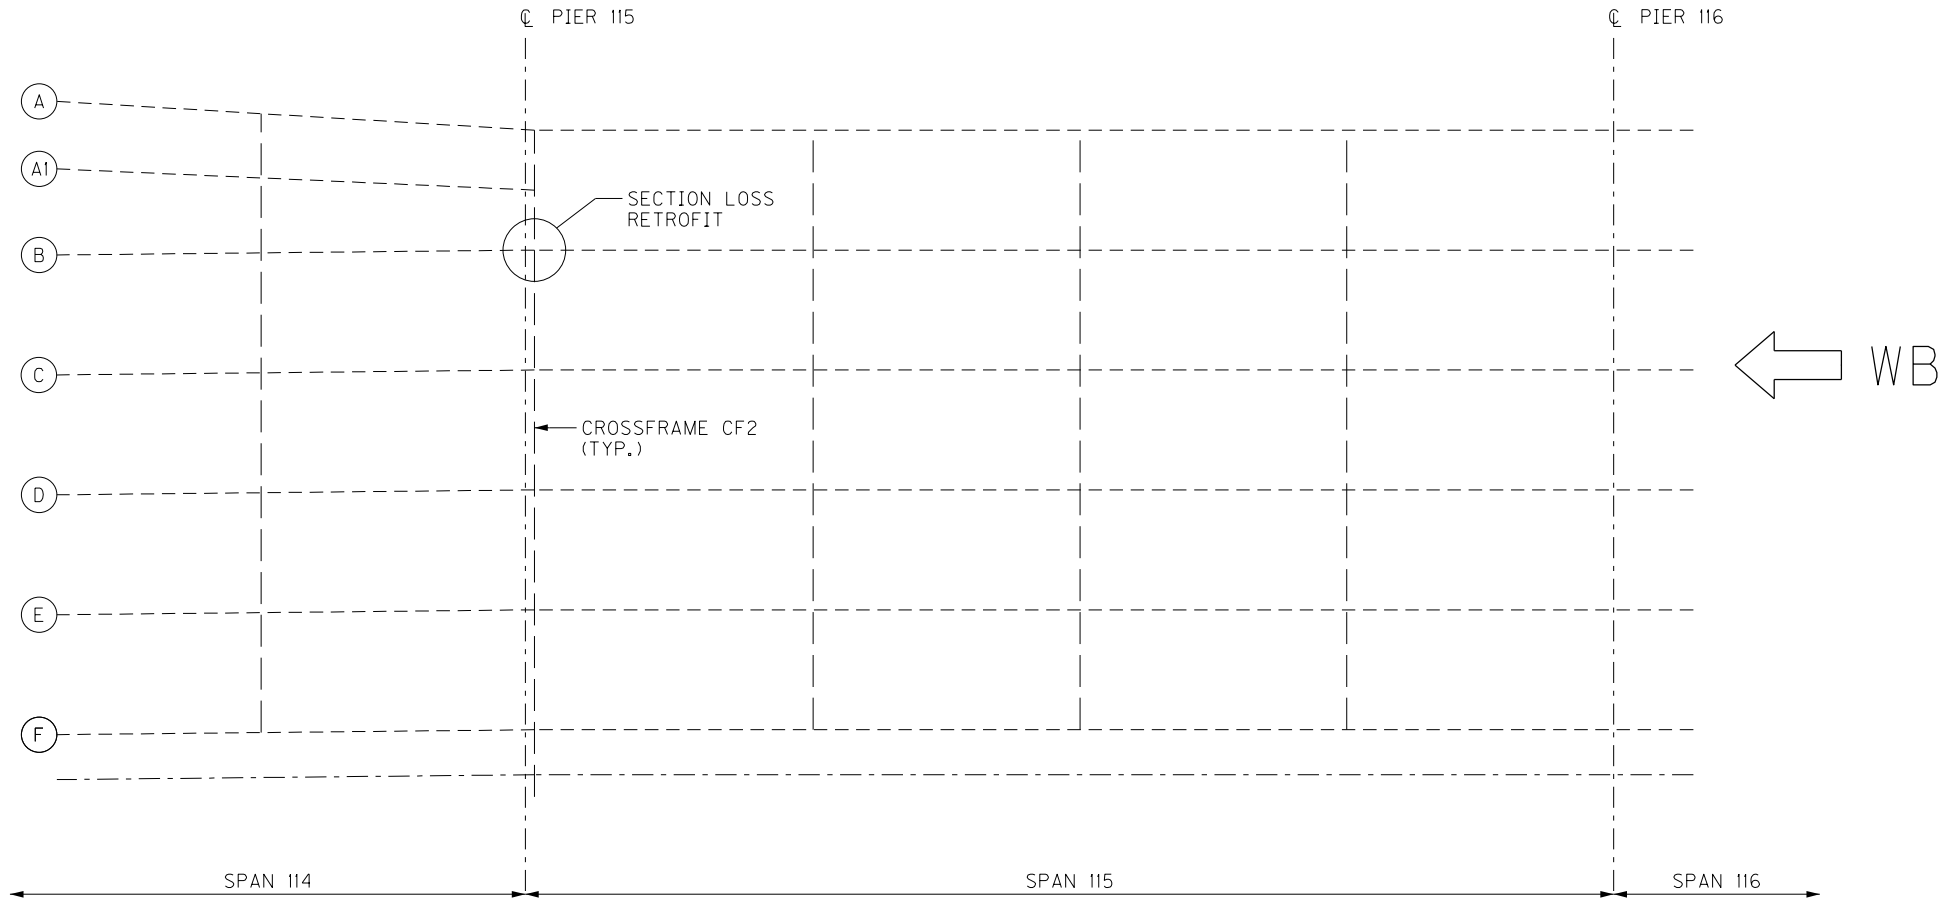 ℄ PIER 115
℄ PIER 116
A
A1
SECTION LOSS
RETROFIT
B
C
WB
CROSSFRAME CF2
(TYP.)
D
E
F
SPAN 114
SPAN 115
SPAN 116